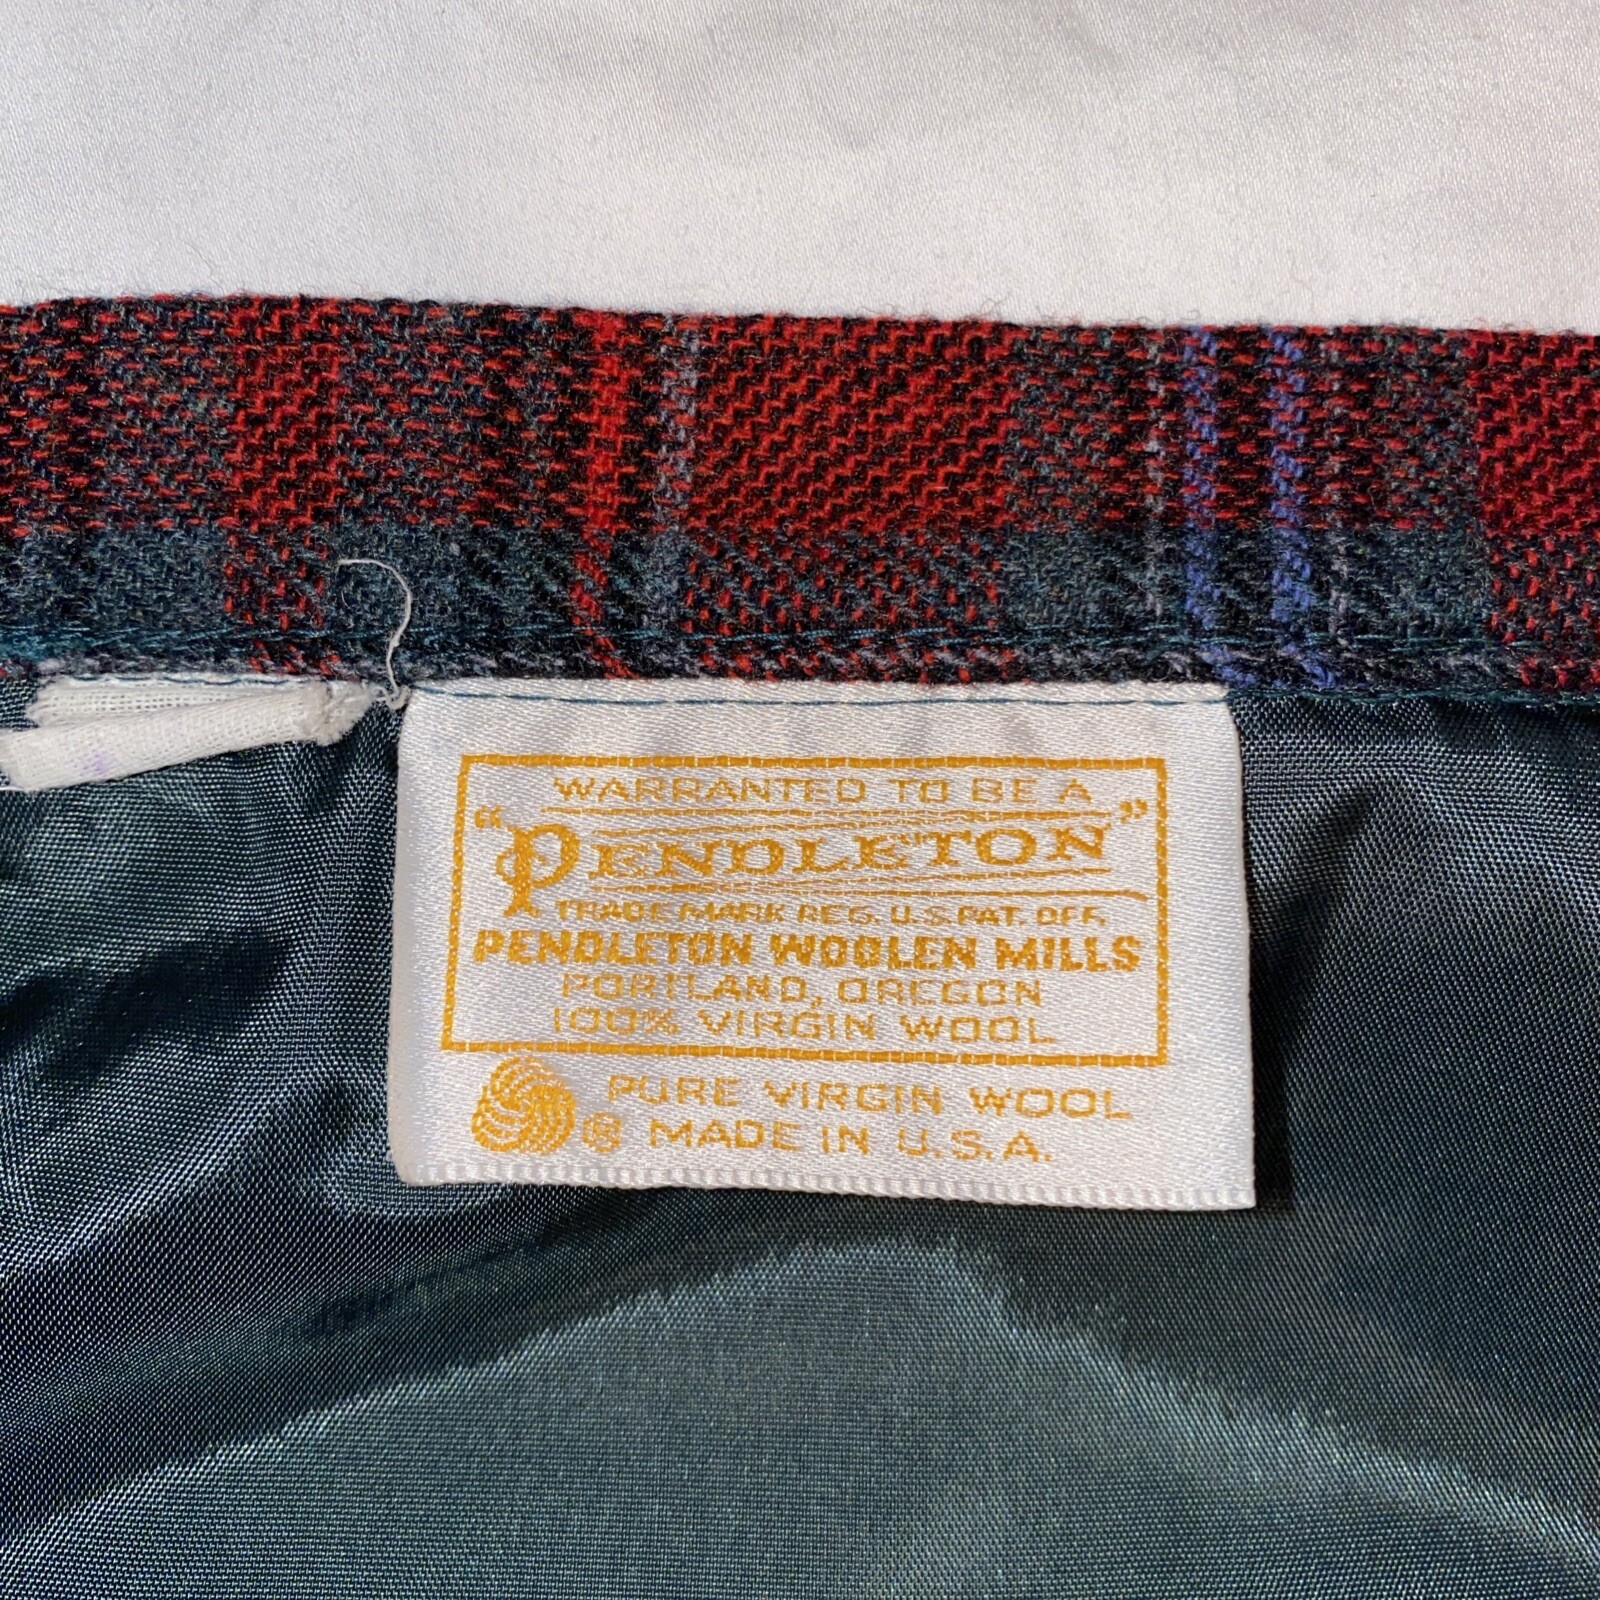 WARRANTED TO BE A
"PENDLETON"
TRADE MARK REG. U.S. PAT. OFF.
PENDLETON WOOLEN MILLS
PORTLAND, OREGON
100% VIRGIN WOOL
PURE VIRGIN WOOL
® MADE IN U.S.A.